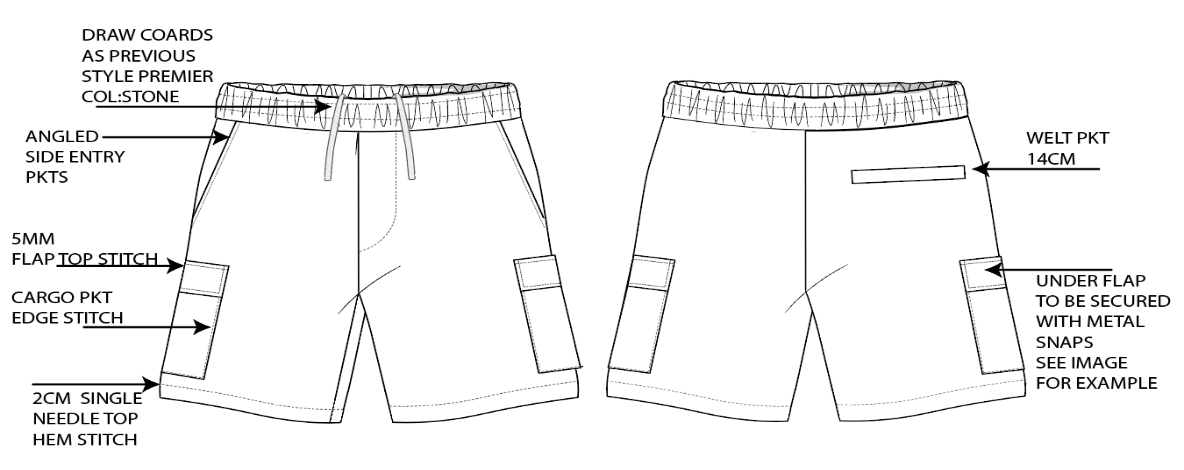 DRAW COARDS
AS PREVIOUS
STYLE PREMIER
COL:STONE
ANGLED
SIDE ENTRY
PKTS
5MM
FLAP TOP STITCH
CARGO PKT
EDGE STITCH
2CM  SINGLE
NEEDLE TOP
HEM STITCH
WELT PKT
14CM
UNDER FLAP
TO BE SECURED
WITH METAL
SNAPS
SEE IMAGE
FOR EXAMPLE